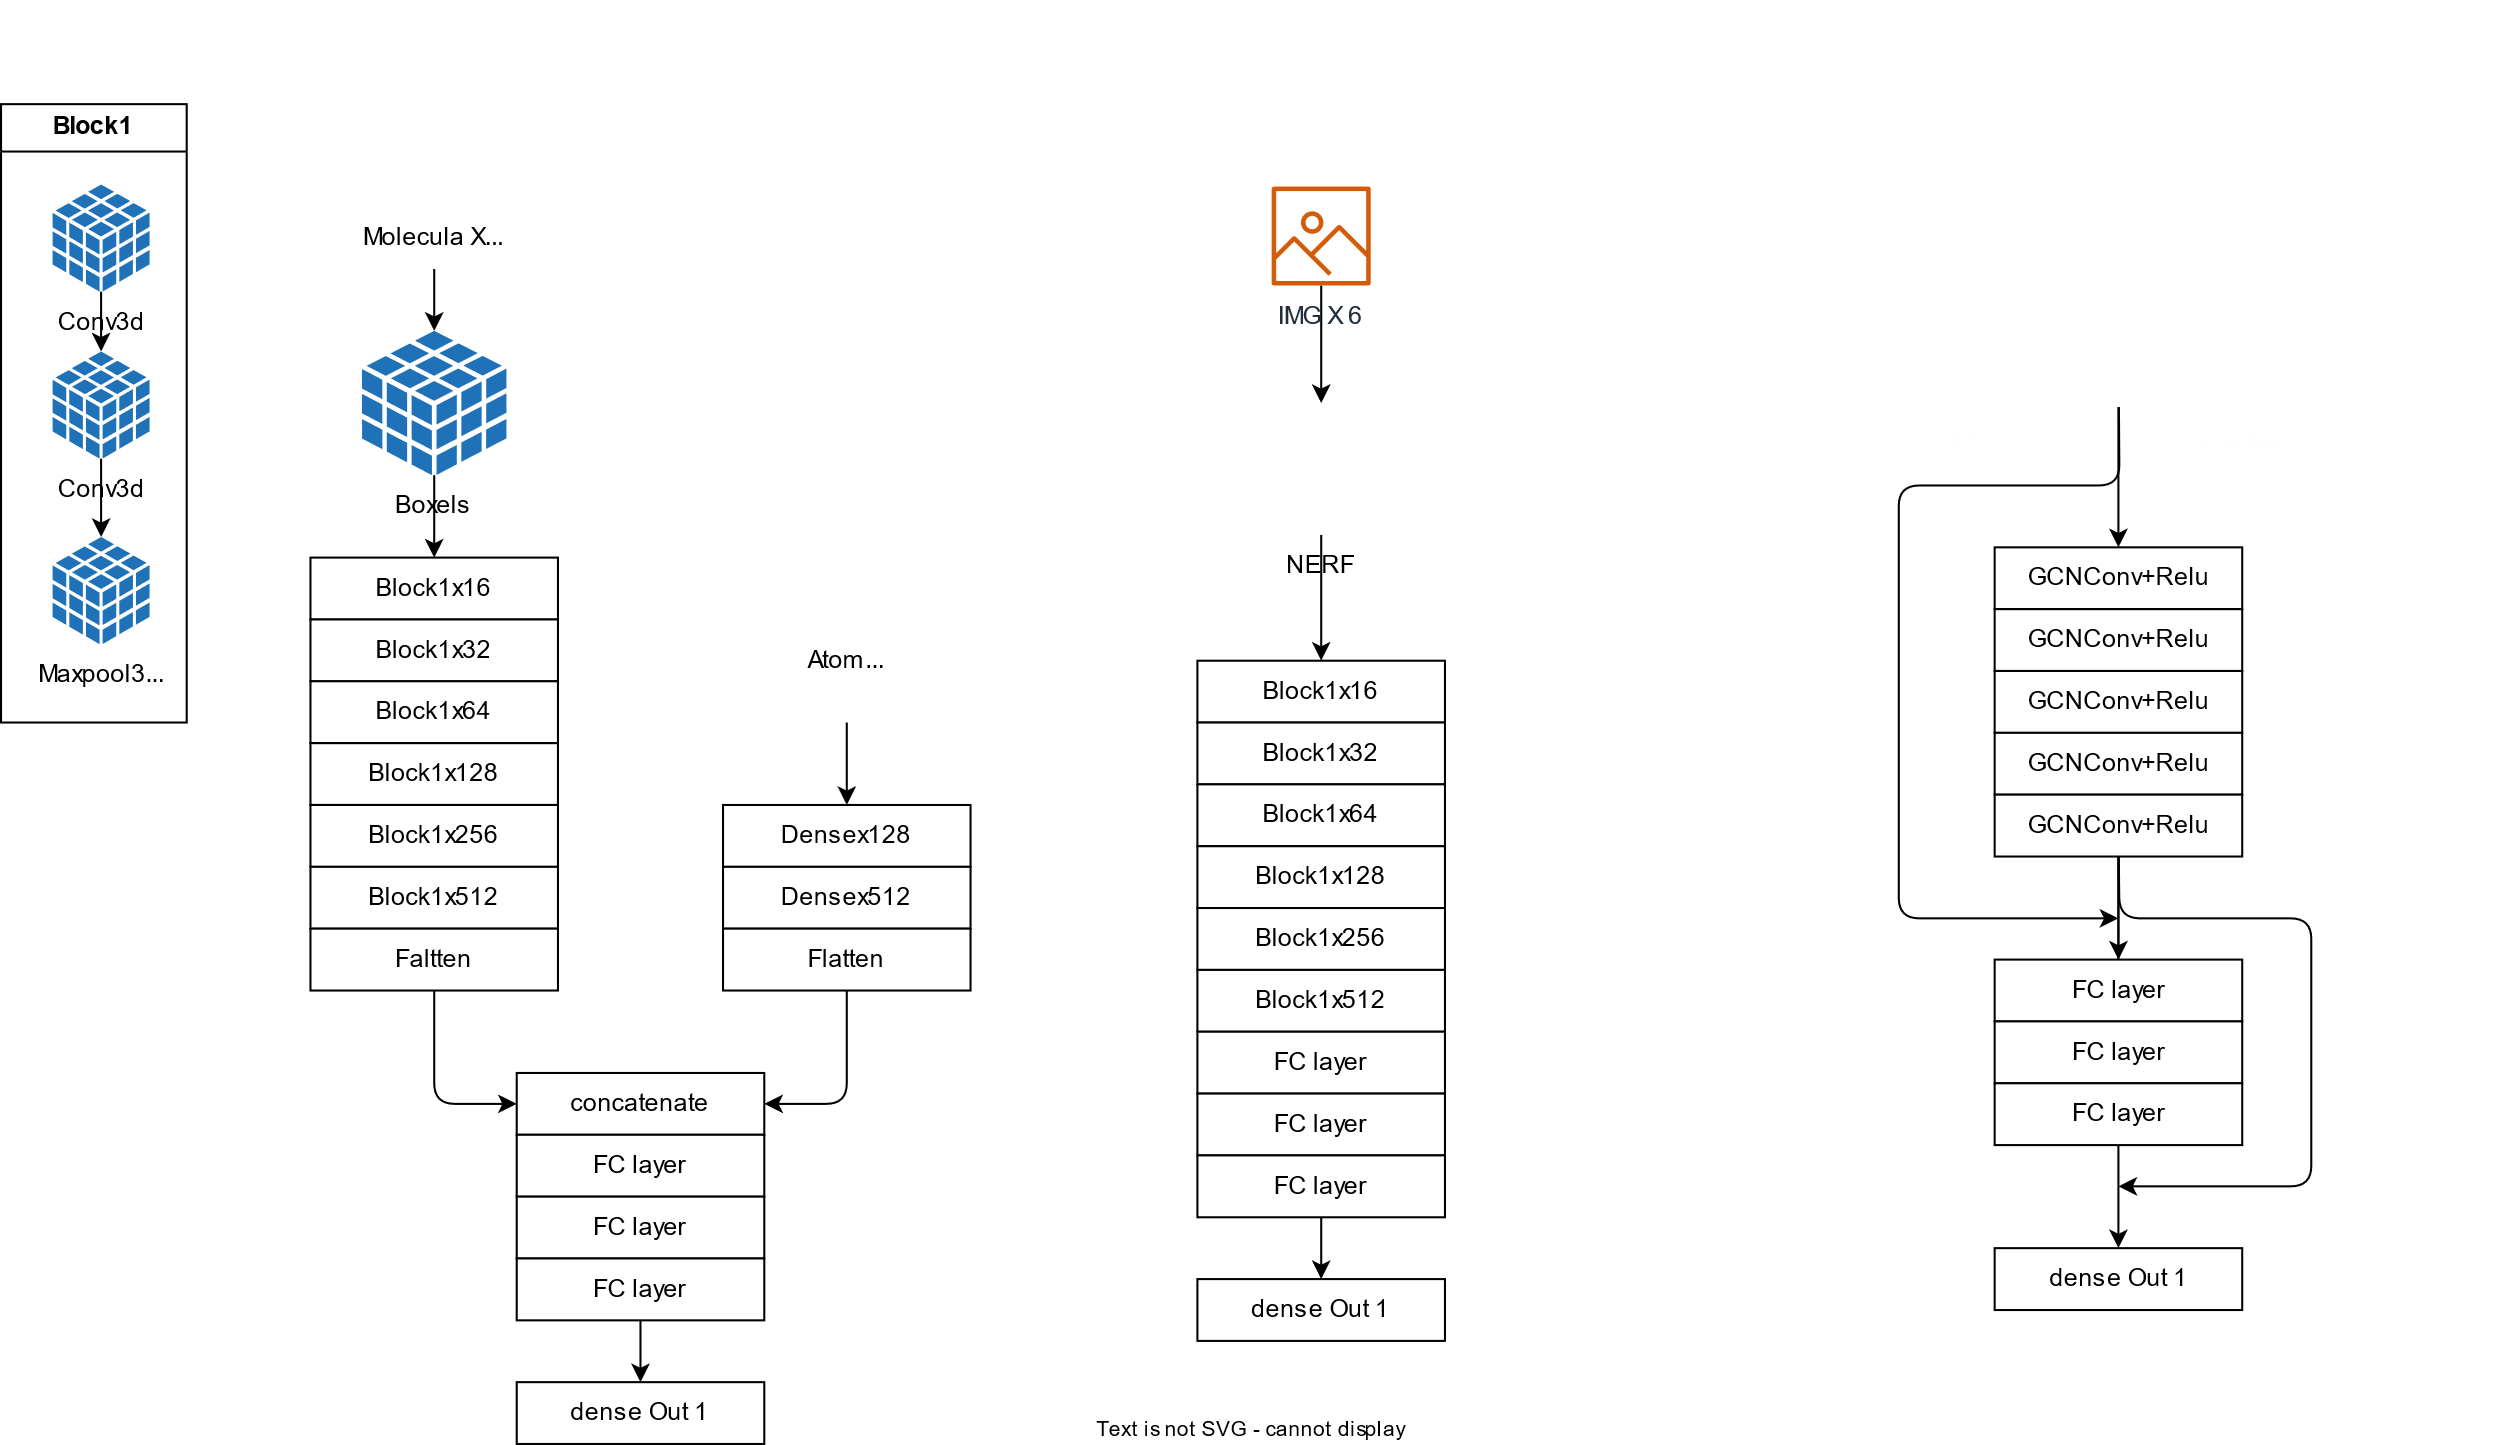 Block1
Conv3d
Conv3d
Maxpool3...
Molecula X...
Boxels
Block1x16
Block1x32
Block1x64
Block1x128
Block1x256
Block1x512
Faltten
Atom...
Densex128
Densex512
Flatten
concatenate
FC layer
FC layer
FC layer
dense Out 1
IMG X 6
NERF
Block1x16
Block1x32
Block1x64
Block1x128
Block1x256
Block1x512
FC layer
FC layer
FC layer
dense Out 1
GCNConv+Relu
GCNConv+Relu
GCNConv+Relu
GCNConv+Relu
GCNConv+Relu
FC layer
FC layer
FC layer
dense Out 1
Text is not SVG - cannot display